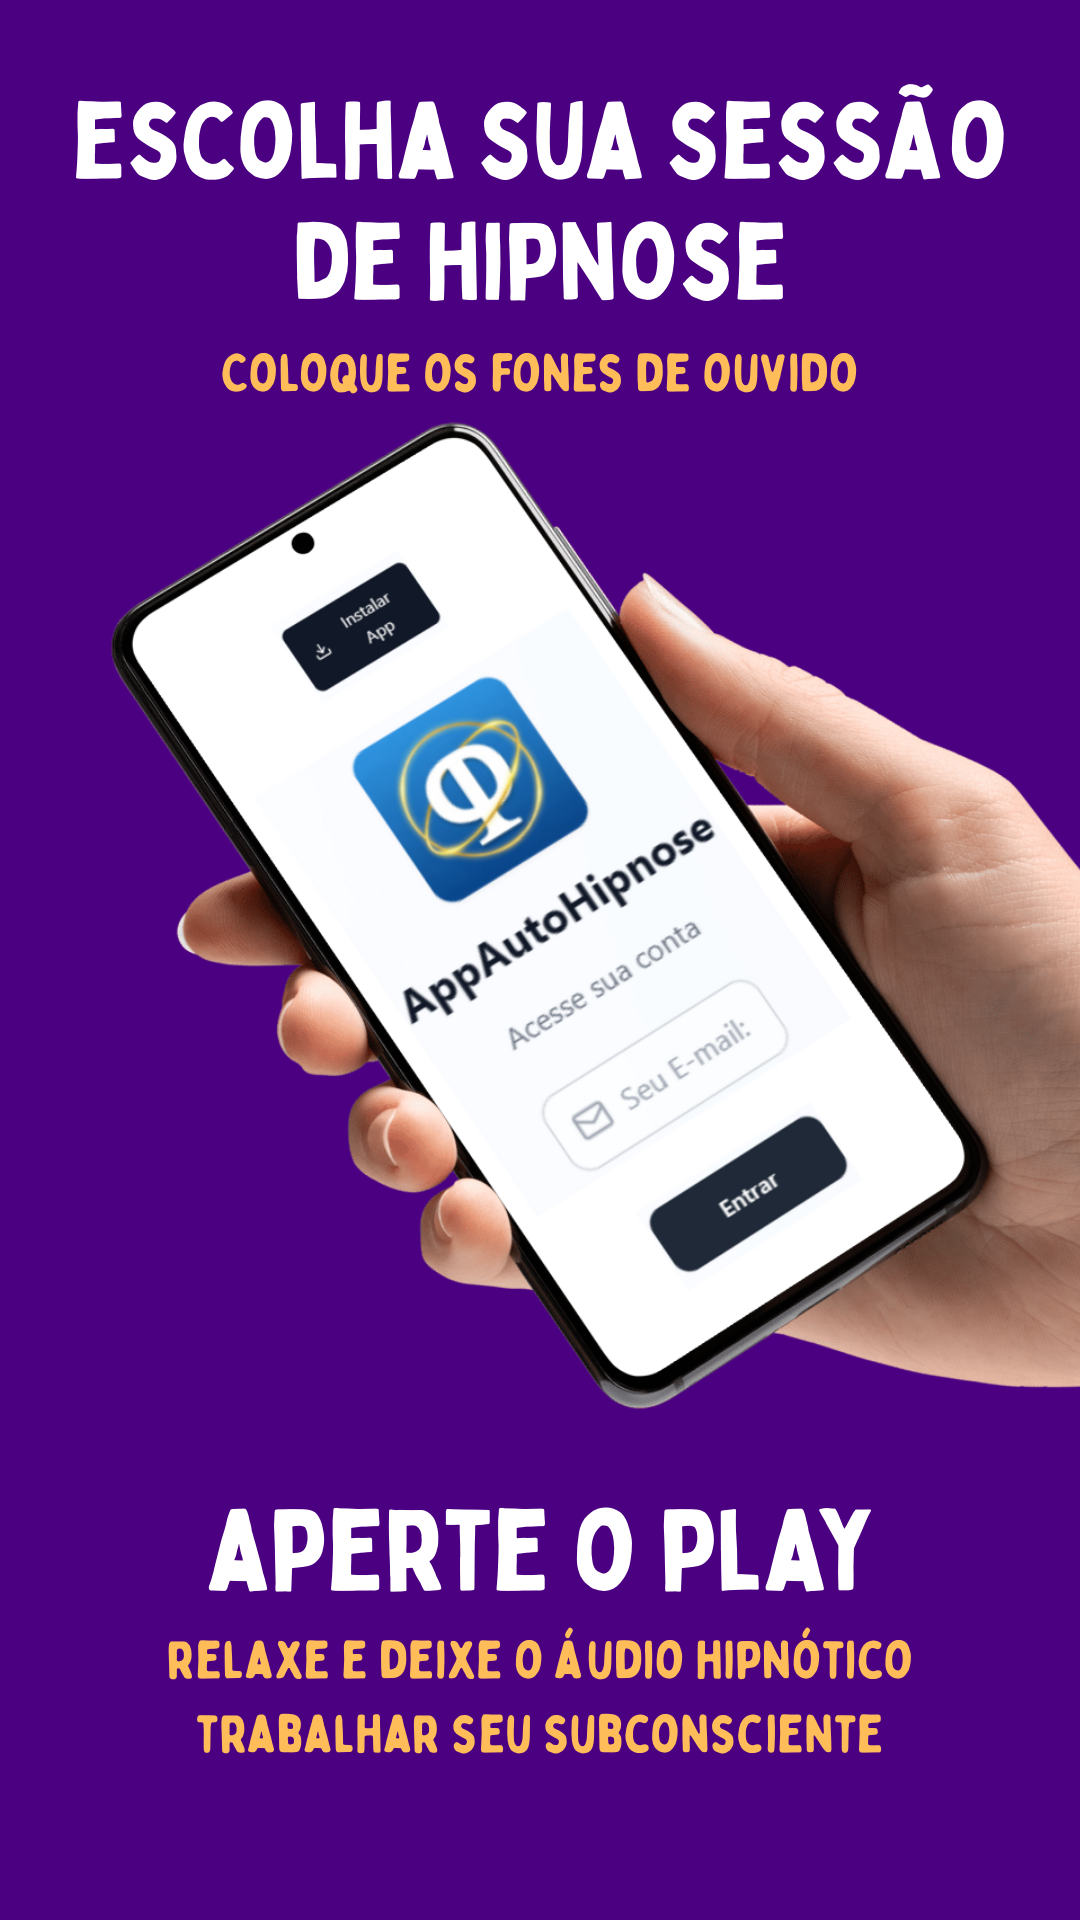 ESCOLHA SUA SESSÃO
DE HIPNOSE
COLOQUE OS FONES DE OUVIDO
Instalar
App
AppAutoHipnose
Acesse sua conta
Seu E-mail:
Entrar
APERTE O PLAY
RELAXE E DEIXE O ÁUDIO HIPNÓTICO
TRABALHAR SEU SUBCONSCIENTE